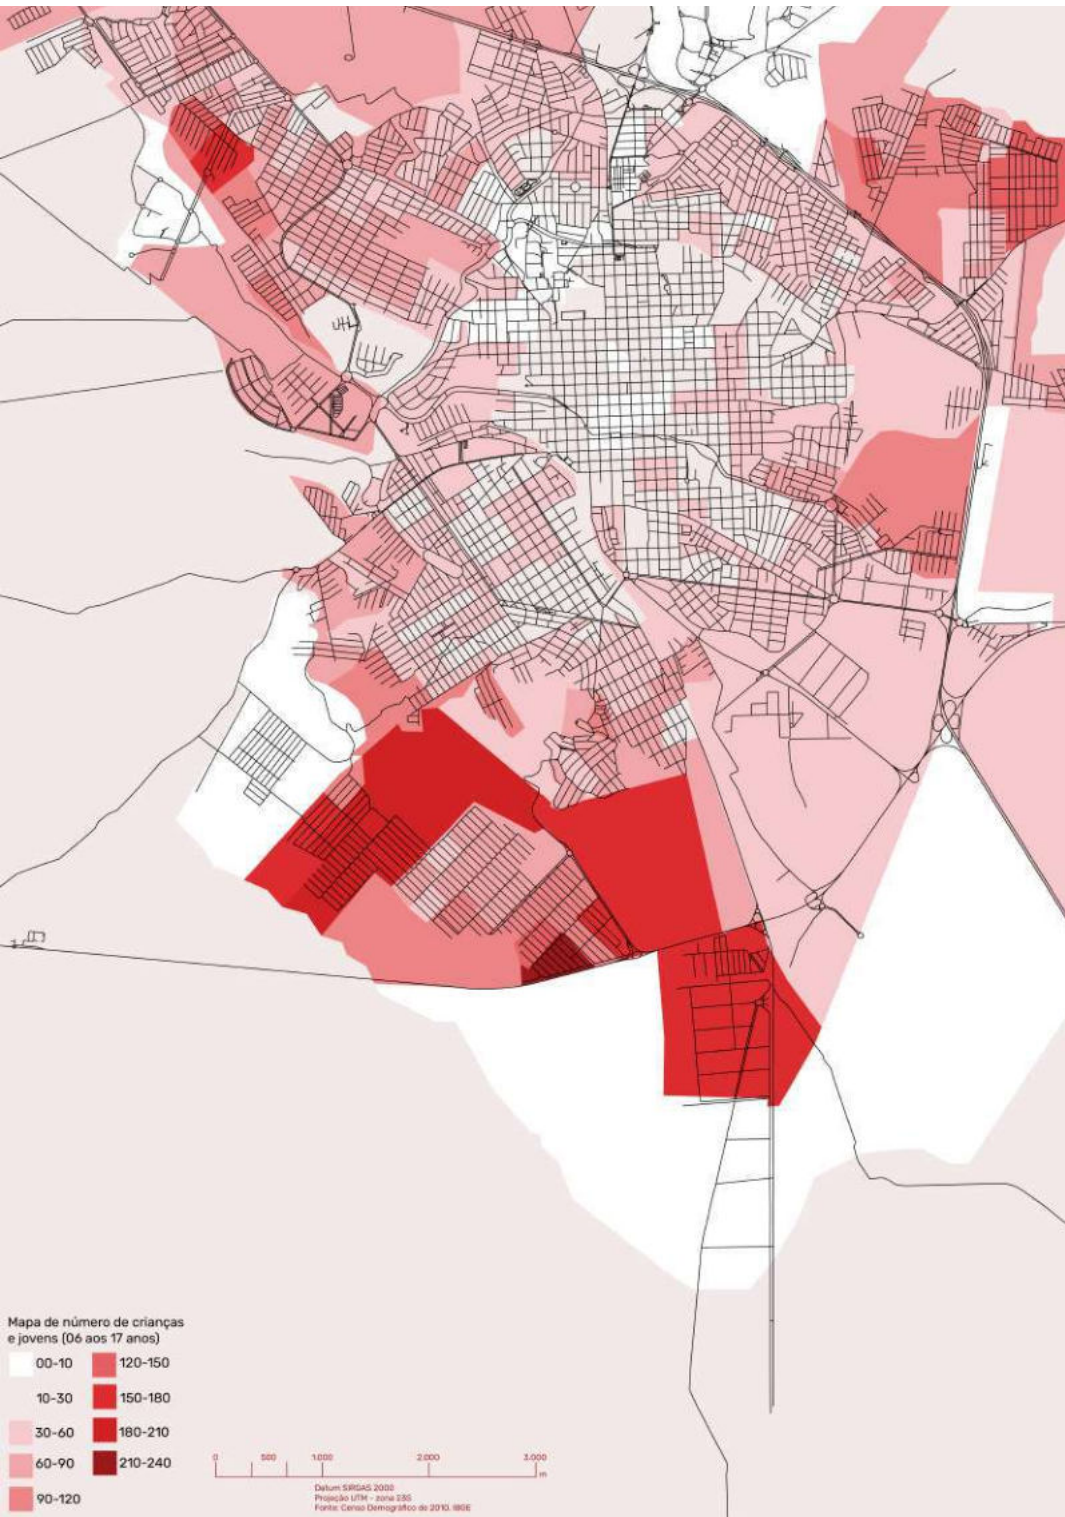 Mapa de número de crianças
e jovens (06 aos 17 anos)
00-10
120-150
10-30
150-180
30-60
180-210
60-90
210-240
90-120
0 500 1.000 2.000 3.000
m
Datum SIRGAS 2000
Projeção UTM - zona 23S
Fonte: Censo Demográfico de 2010, IBGE